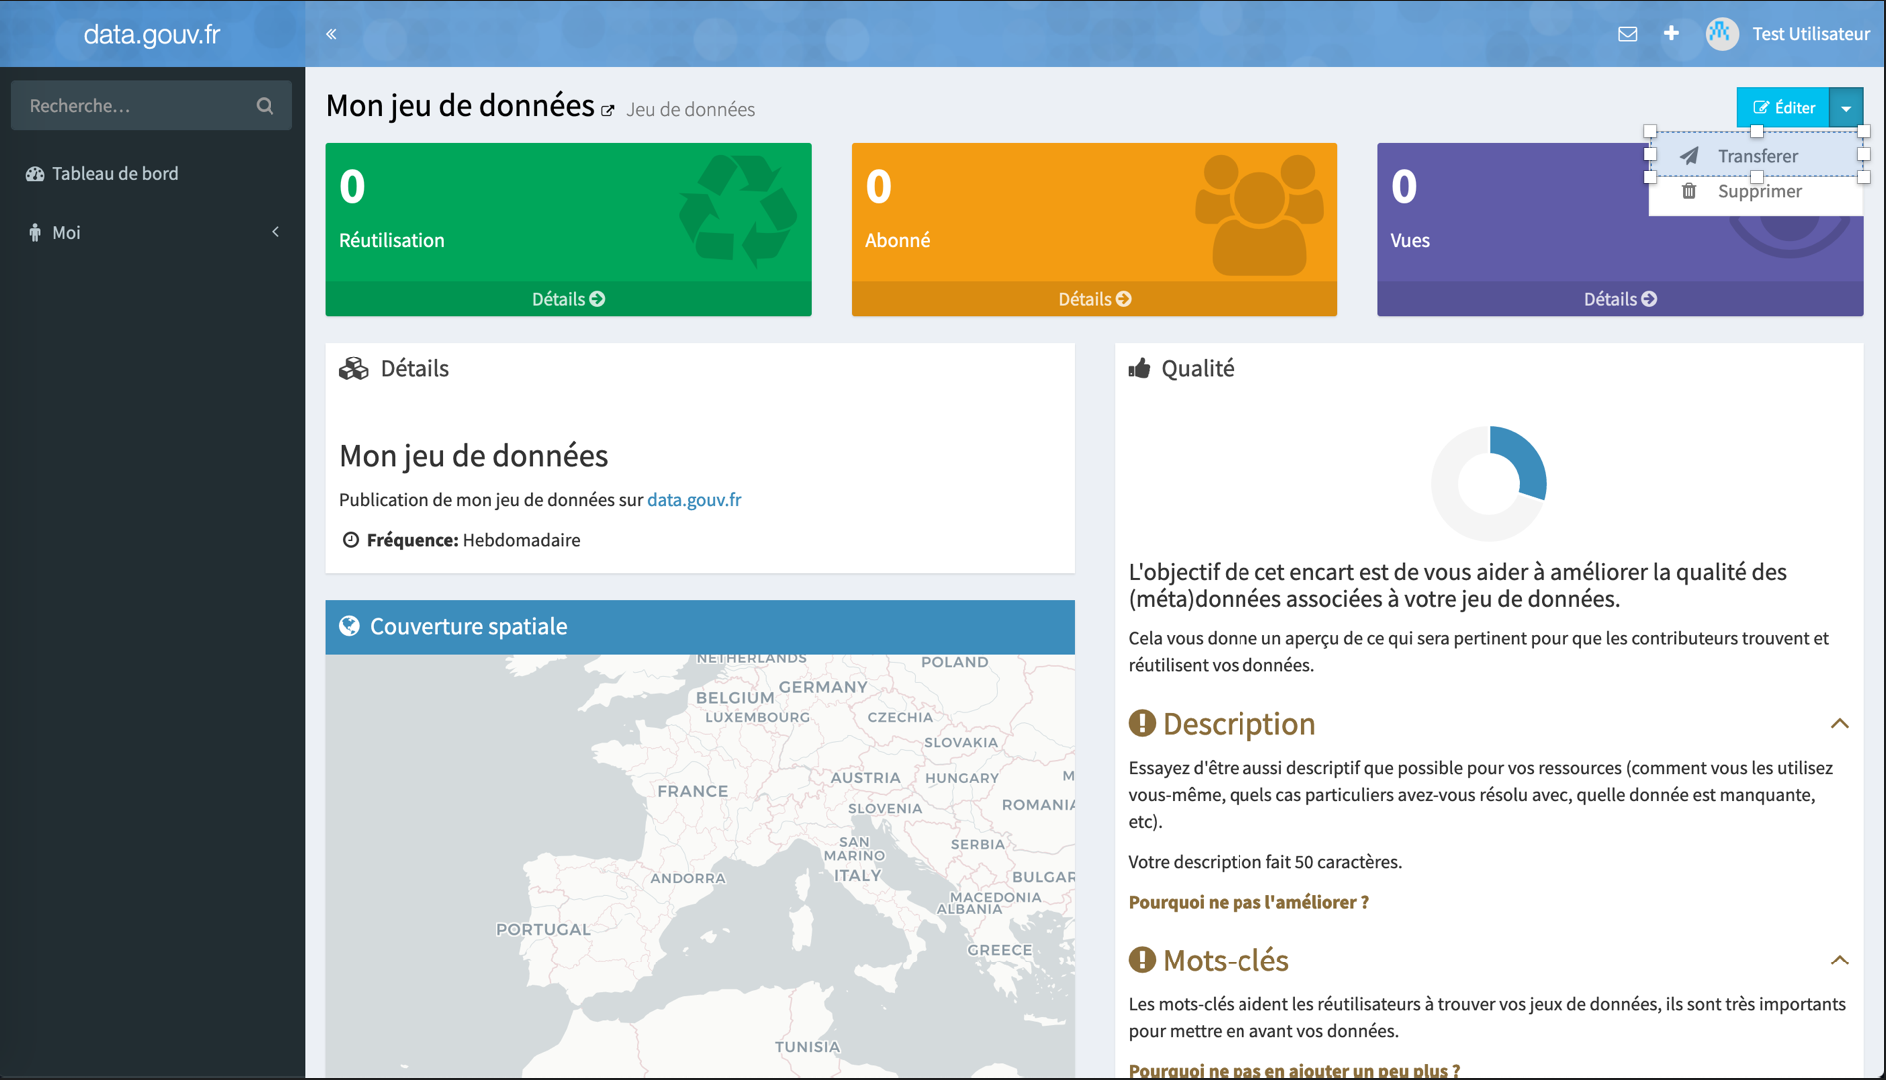 data.gouv.fr
«
Test Utilisateur
Recherche...
Tableau de bord
Moi
Mon jeu de données Jeu de données
Éditer
Transferer
Supprimer
0
Réutilisation
Détails
0
Abonné
Détails
0
Vues
Détails
Détails
Mon jeu de données
Publication de mon jeu de données sur data.gouv.fr
Fréquence: Hebdomadaire
Couverture spatiale
NETHERLANDS
POLAND
BELGIUM
GERMANY
LUXEMBOURG
CZECHIA
SLOVAKIA
AUSTRIA
HUNGARY
M
FRANCE
SLOVENIA
ROMANIA
SAN
MARINO
SERBIA
ITALY
ANDORRA
BULGAR
MACEDONIA
ALBANIA
PORTUGAL
GREECE
TUNISIA
Qualité
L'objectif de cet encart est de vous aider à améliorer la qualité des
(méta)données associées à votre jeu de données.
Cela vous donne un aperçu de ce qui sera pertinent pour que les contributeurs trouvent et
réutilisent vos données.
Description
Essayez d'être aussi descriptif que possible pour vos ressources (comment vous les utilisez
vous-même, quels cas particuliers avez-vous résolu avec, quelle donnée est manquante,
etc).
Votre description fait 50 caractères.
Pourquoi ne pas l'améliorer ?
Mots-clés
Les mots-clés aident les réutilisateurs à trouver vos jeux de données, ils sont très importants
pour mettre en avant vos données.
Pourquoi ne pas en ajouter un peu plus ?